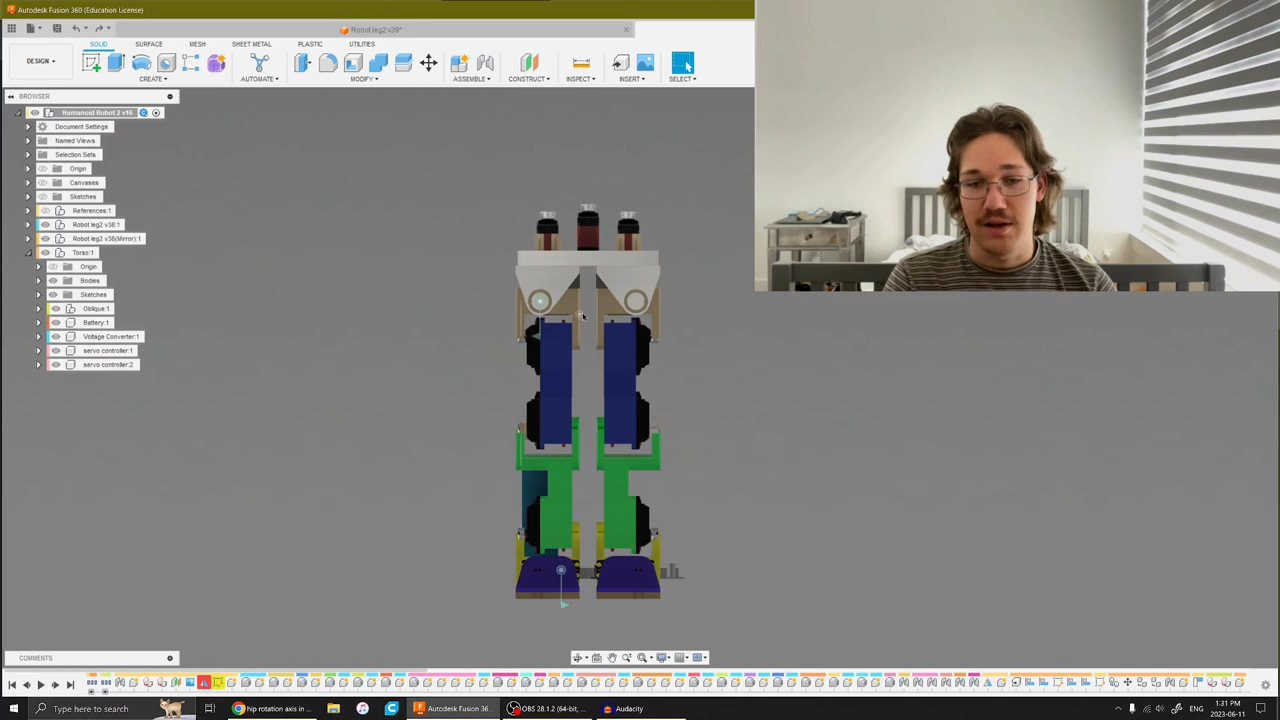 Autodesk Fusion 360 (Education License)
Robot leg2 v39*
SOLID SURFACE MESH SHEET METAL PLASTIC UTILITIES
DESIGN
CREATE AUTOMATE MODIFY ASSEMBLE CONSTRUCT INSPECT INSERT SELECT
BROWSER
Humanoid Robot 2 v16
Document Settings
Named Views
Selection Sets
Origin
Canvases
Sketches
References:1
Robot leg2 v38:1
Robot leg2 v38(Mirror):1
Torso:1
Origin
Bodies
Sketches
Oblique:1
Battery:1
Voltage Converter:1
servo controller:1
servo controller:2
COMMENTS
Type here to search
hip rotation axis in ...
Autodesk Fusion 36...
OBS 28.1.2 (64-bit, ...
Audacity
ENG
1:31 PM
2023-06-11